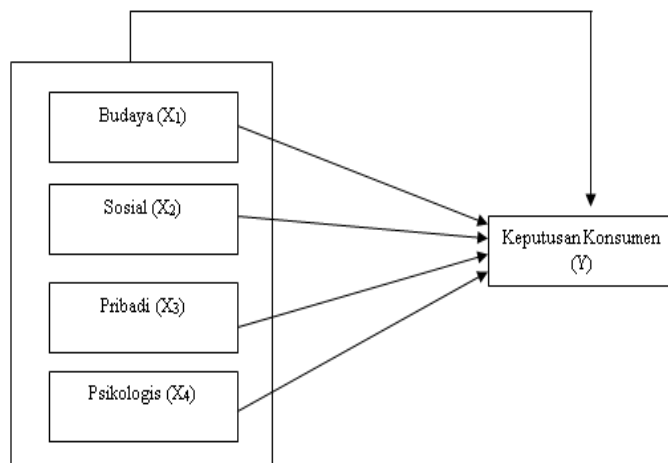 Budaya (X1)
Sosial (X2)
Pribadi (X3)
Psikologis (X4)
Keputusan Konsumen
(Y)